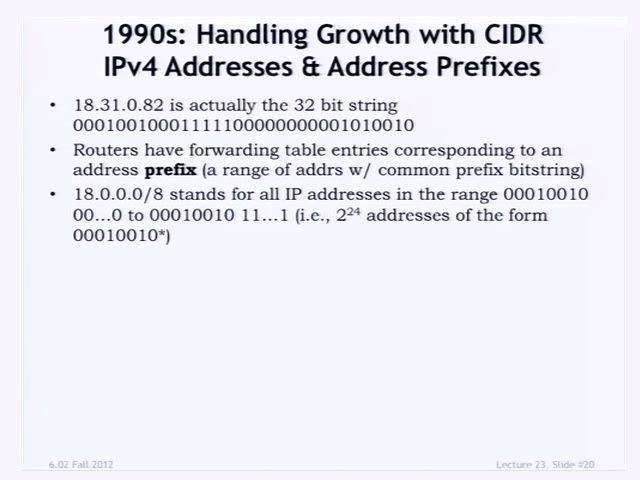 1990s: Handling Growth with CIDR
IPv4 Addresses & Address Prefixes
• 18.31.0.82 is actually the 32 bit string
00010010000111110000000001010010
• Routers have forwarding table entries corresponding to an
address prefix (a range of addrs w/ common prefix bitstring)
• 18.0.0.0/8 stands for all IP addresses in the range 00010010
00…0 to 00010010 11…1 (i.e., 2²⁴ addresses of the form
00010010*)
6.02 Fall 2012
Lecture 23, Slide #20